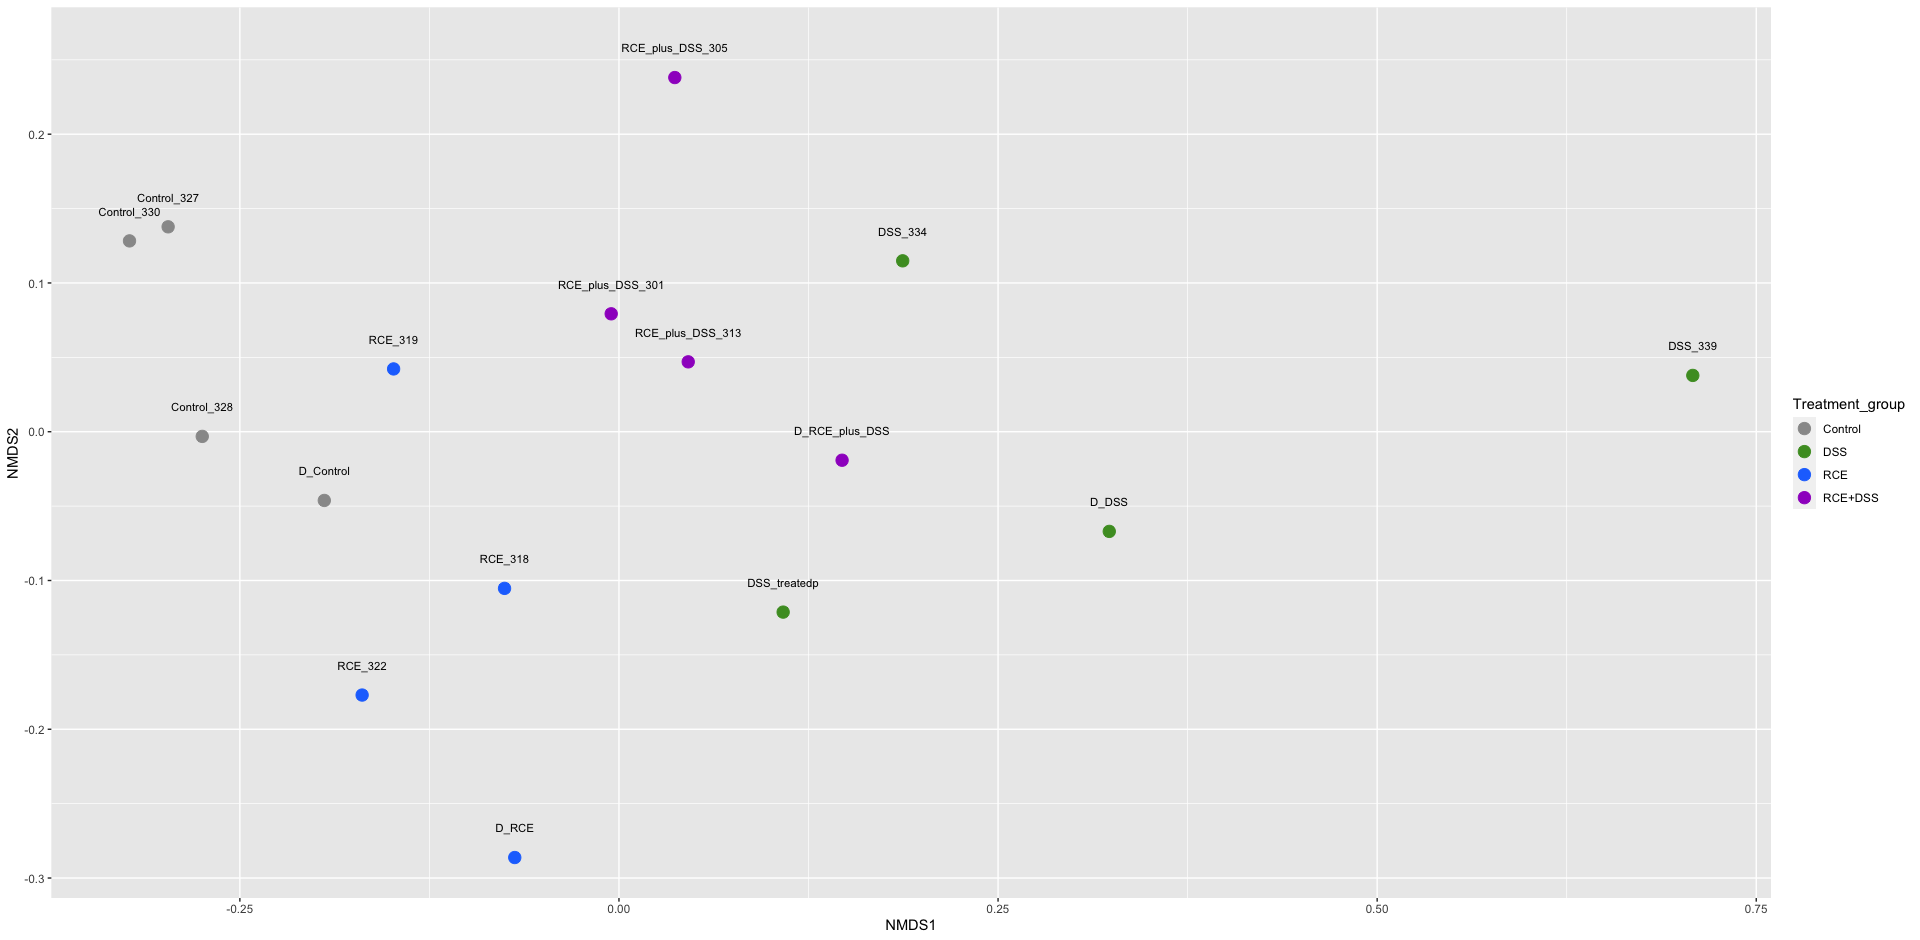 RCE_plus_DSS_305
0.2
Control_327
Control_330
DSS_334
0.1
RCE_plus_DSS_301
RCE_plus_DSS_313
RCE_319
DSS_339
Control_328
Treatment_group
Control
DSS
RCE
RCE+DSS
0.0
NMDS2
D_RCE_plus_DSS
D_Control
D_DSS
RCE_318
-0.1
DSS_treatedp
RCE_322
-0.2
D_RCE
-0.3
-0.25
0.00
0.25
0.50
0.75
NMDS1